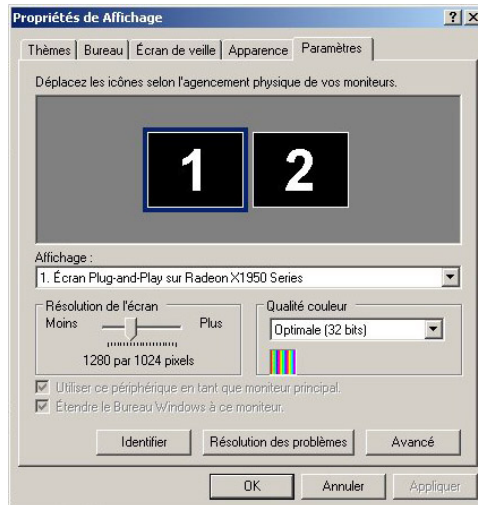 Propriétés de Affichage
Thèmes Bureau Écran de veille Apparence Paramètres
Déplacez les icônes selon l'agencement physique de vos moniteurs.
1 2
Affichage :
1. Écran Plug-and-Play sur Radeon X1950 Series
Résolution de l'écran Qualité couleur
Moins Plus Optimale (32 bits)
1280 par 1024 pixels
Utiliser ce périphérique en tant que moniteur principal.
Étendre le Bureau Windows à ce moniteur.
Identifier Résolution des problèmes Avancé
OK Annuler Appliquer